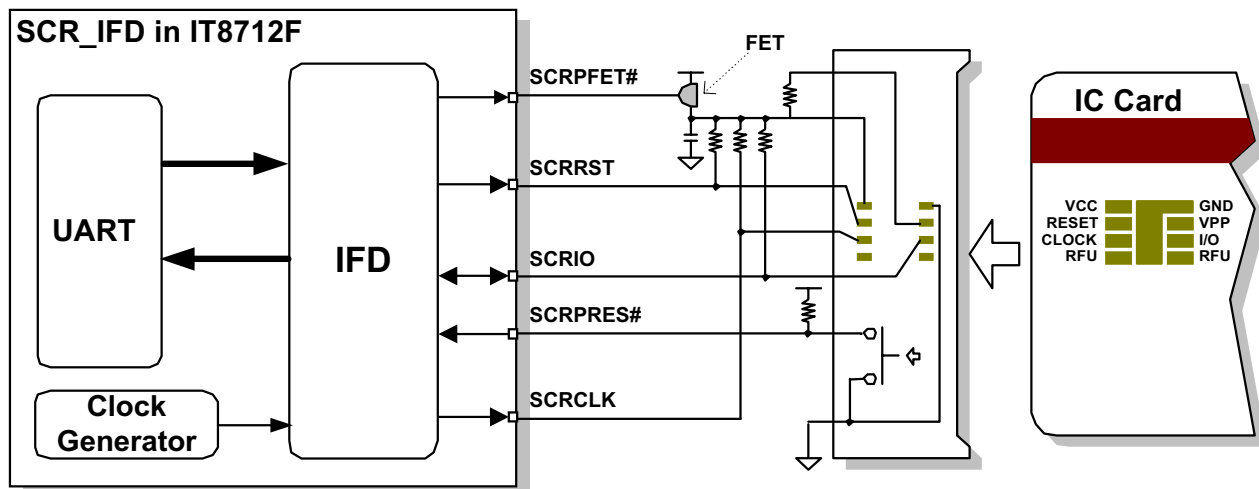 SCR_IFD in IT8712F
UART
IFD
Clock
Generator
SCRPFET#
SCRRST
SCRIO
SCRPRES#
SCRCLK
FET
IC Card
VCC
RESET
CLOCK
RFU
GND
VPP
I/O
RFU